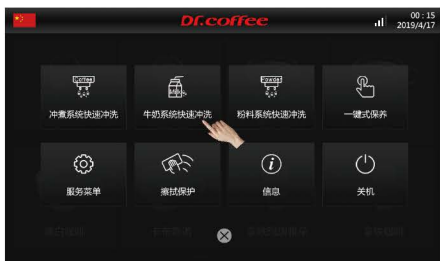 Dr.coffee
00 : 15
2019/4/17
Coffee
Powder
冲煮系统快速冲洗
牛奶系统快速冲洗
粉料系统快速冲洗
一键式保养
服务菜单
擦拭保护
信息
关机